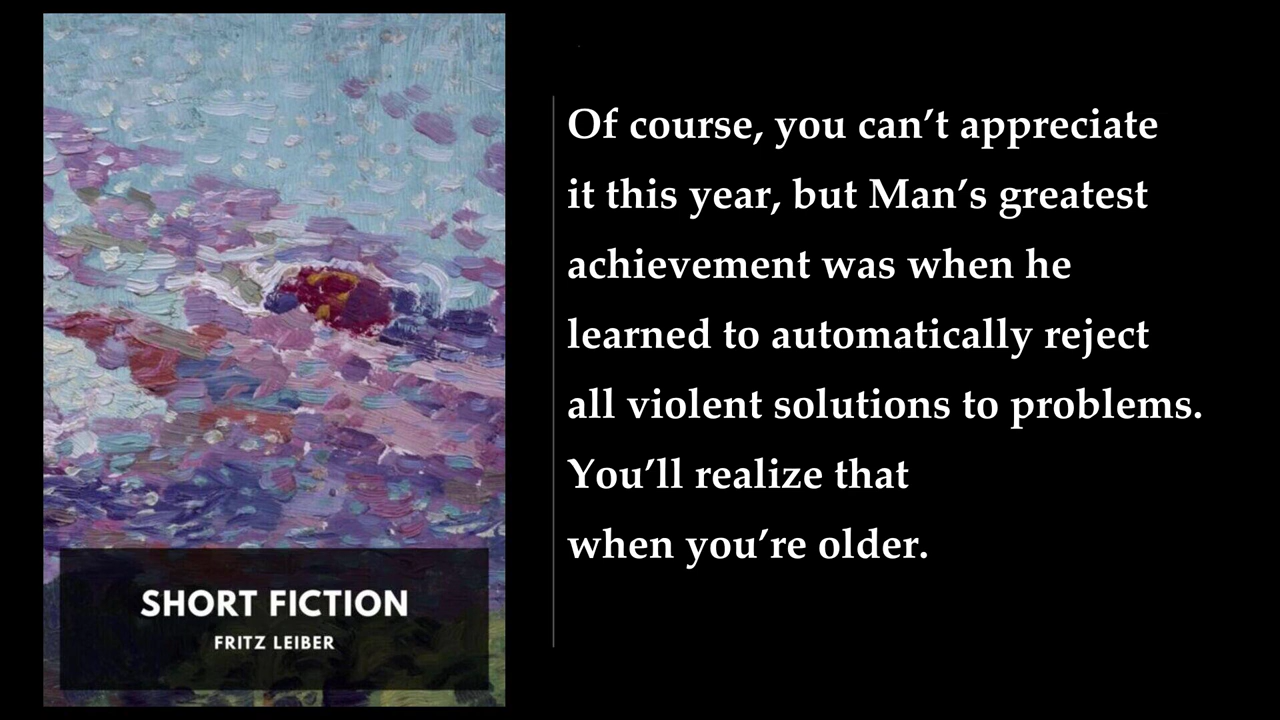 Of course, you can’t appreciate
it this year, but Man’s greatest
achievement was when he
learned to automatically reject
all violent solutions to problems.
You’ll realize that
when you’re older.
SHORT FICTION
FRITZ LEIBER